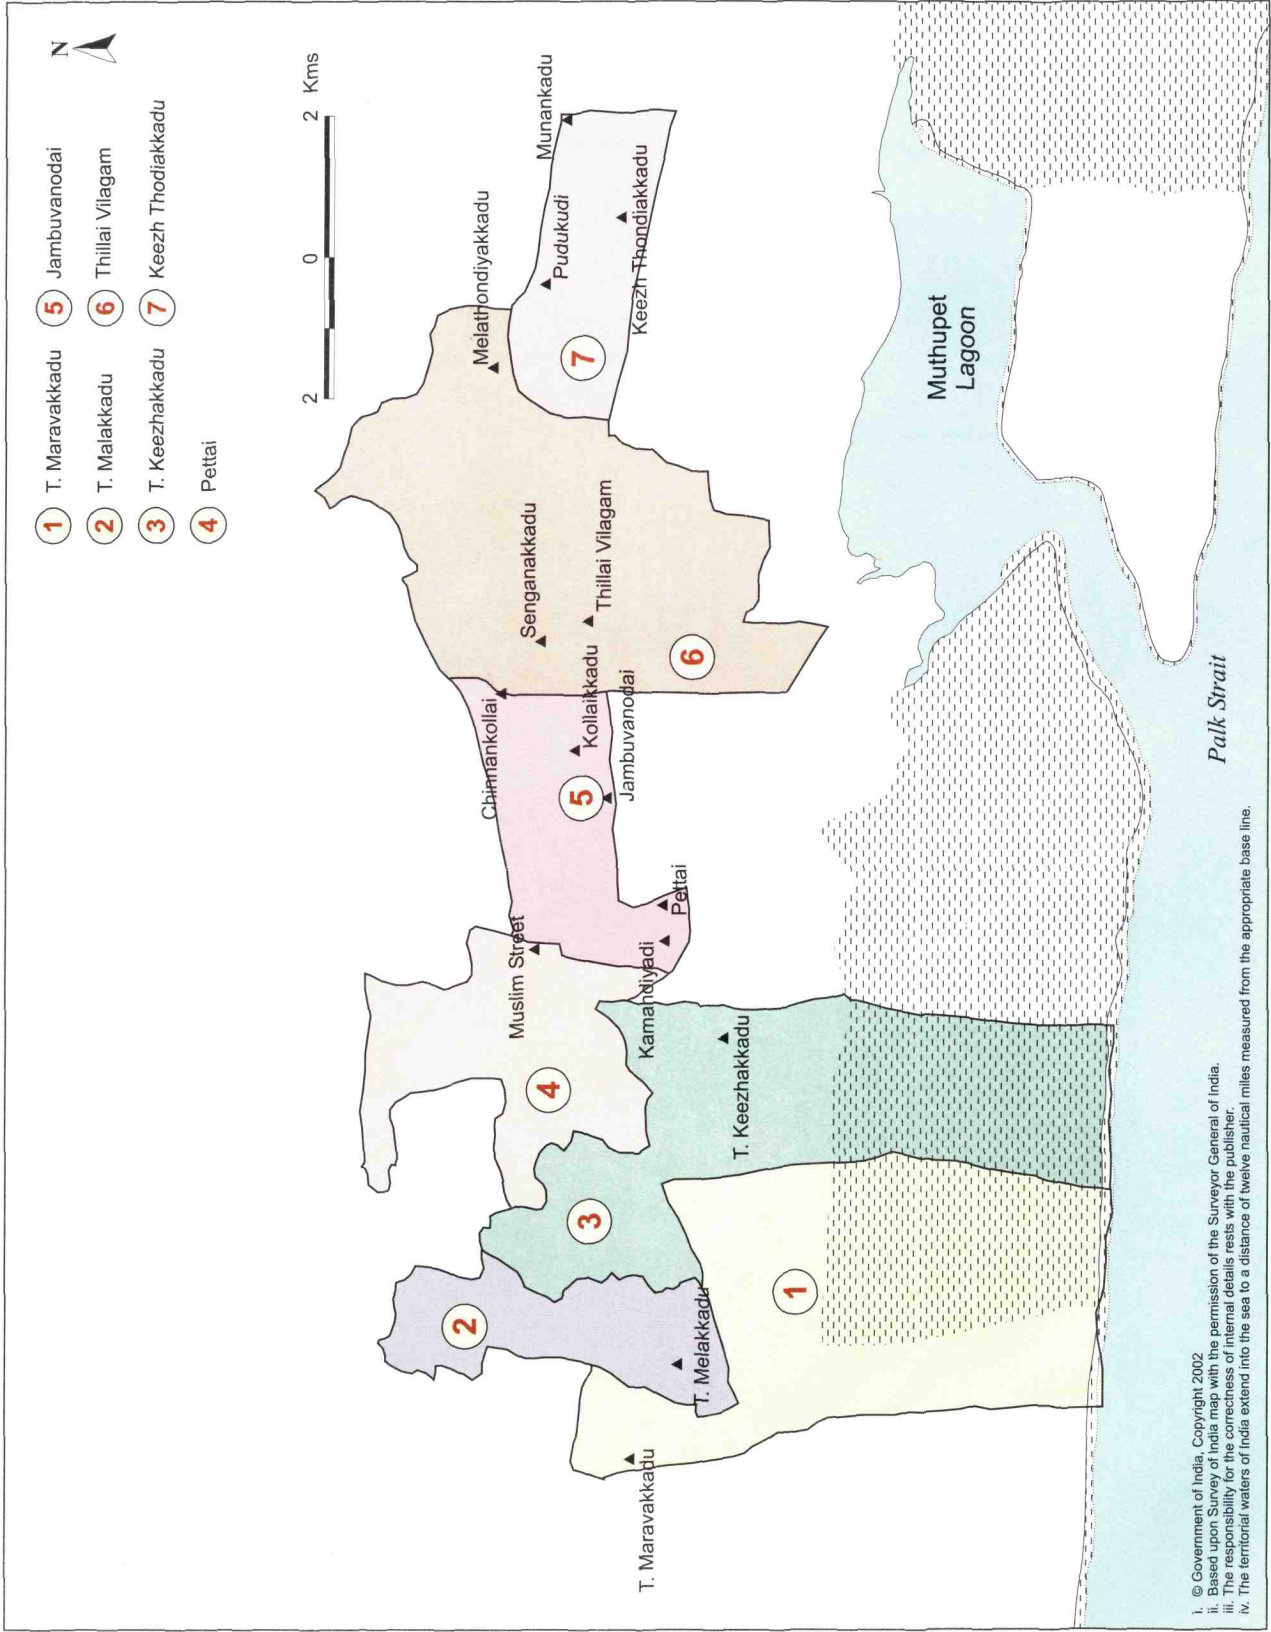 N
1 T. Maravakkadu
5 Jambuvanodai
2 T. Malakkadu
6 Thillai Vilagam
3 T. Keezhakkadu
7 Keezh Thodiakkadu
4 Pettai
2 0 2 Kms
Melathondiyakkadu
Munankadu
Pudukudi
7
Keezh Thondiakkadu
Senganakkadu
Thillai Vilagam
6
Chinnankollai
Kollaikkadu
5
Jambuvanodai
Muslim Street
Pettai
Kamandiyadi
4
T. Keezhakkadu
3
2
T. Melakkadu
1
T. Maravakkadu
Muthupet
Lagoon
Palk Strait
i. © Government of India, Copyright 2002
ii. Based upon Survey of India map with the permission of the Surveyor General of India.
iii. The responsibility for the correctness of internal details rests with the publisher.
iv. The territorial waters of India extend into the sea to a distance of twelve nautical miles measured from the appropriate base line.